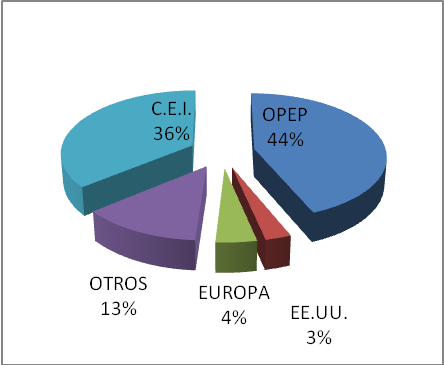 C.E.I.
36%
OPEP
44%
OTROS
13%
EUROPA
4%
EE.UU.
3%